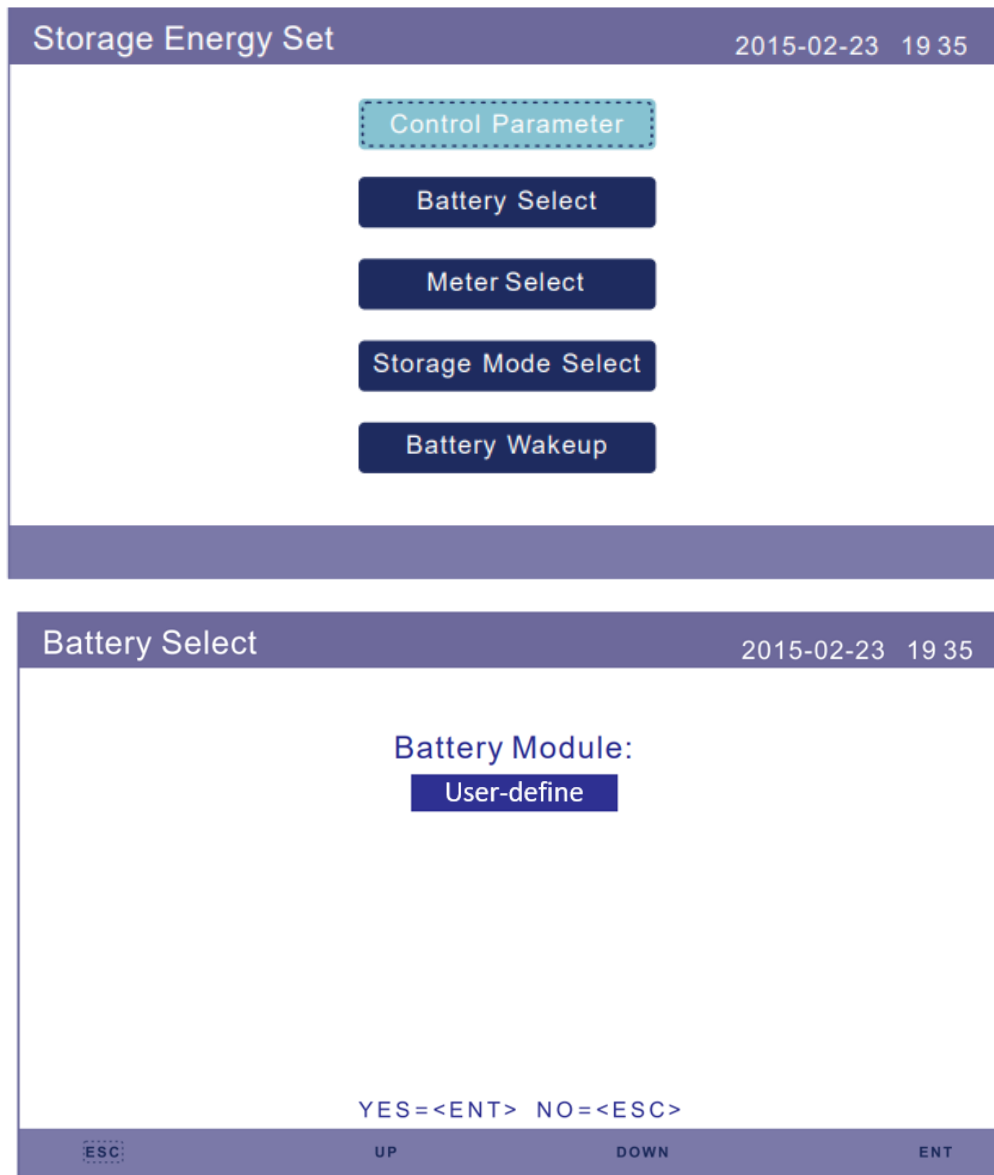 Storage Energy Set 2015-02-23 19 35
Control Parameter
Battery Select
Meter Select
Storage Mode Select
Battery Wakeup
Battery Select 2015-02-23 19 35
Battery Module:
User-define
YES=<ENT> NO=<ESC>
ESC UP DOWN ENT